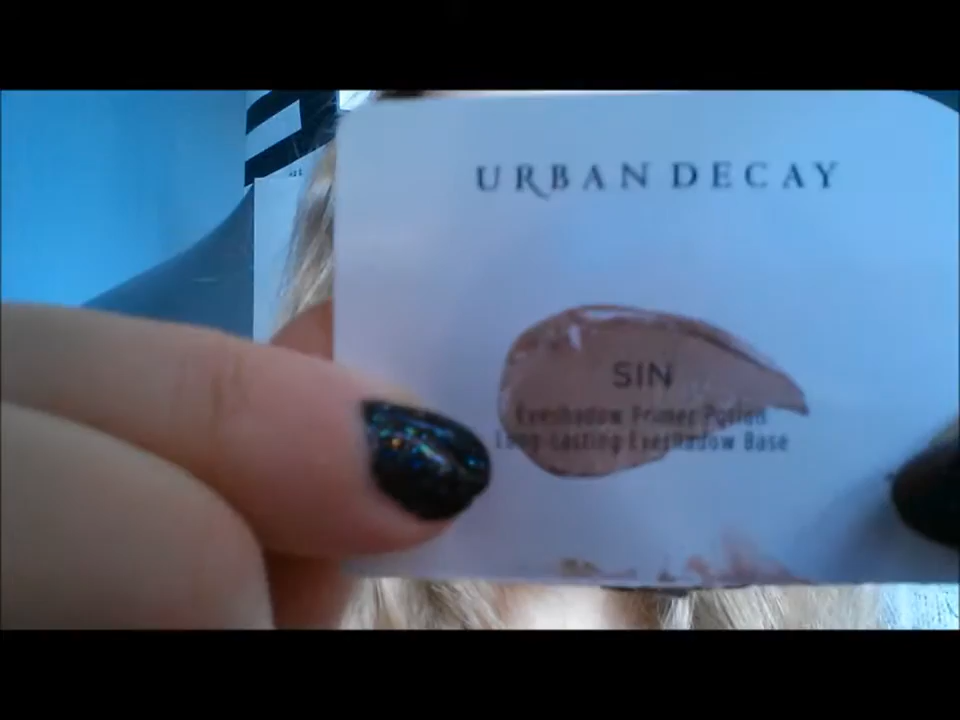 URBAN DECAY
SIN
Eyeshadow Primer Potion
Long-Lasting Eyeshadow Base